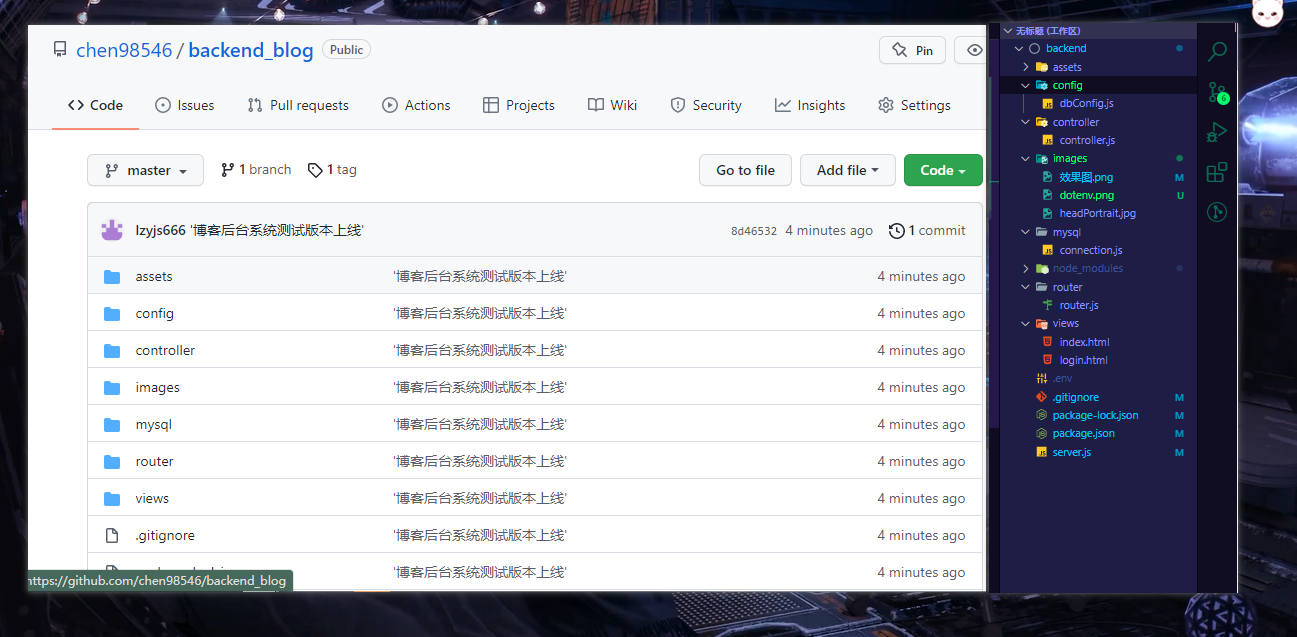 chen98546 / backend_blog Public
Pin
Code Issues Pull requests Actions Projects Wiki Security Insights Settings
master 1 branch 1 tag Go to file Add file Code
lzyjs666 '博客后台系统测试版本上线' 8d46532 4 minutes ago 1 commit
assets '博客后台系统测试版本上线' 4 minutes ago
config '博客后台系统测试版本上线' 4 minutes ago
controller '博客后台系统测试版本上线' 4 minutes ago
images '博客后台系统测试版本上线' 4 minutes ago
mysql '博客后台系统测试版本上线' 4 minutes ago
router '博客后台系统测试版本上线' 4 minutes ago
views '博客后台系统测试版本上线' 4 minutes ago
.gitignore '博客后台系统测试版本上线' 4 minutes ago
'博客后台系统测试版本上线' 4 minutes ago
https://github.com/chen98546/backend_blog
无标题 (工作区)
backend
assets
config
dbConfig.js
controller
controller.js
images
效果图.png M
dotenv.png U
headPortrait.jpg
mysql
connection.js
node_modules
router
router.js
views
index.html
login.html
.env
.gitignore M
package-lock.json M
package.json M
server.js M
6